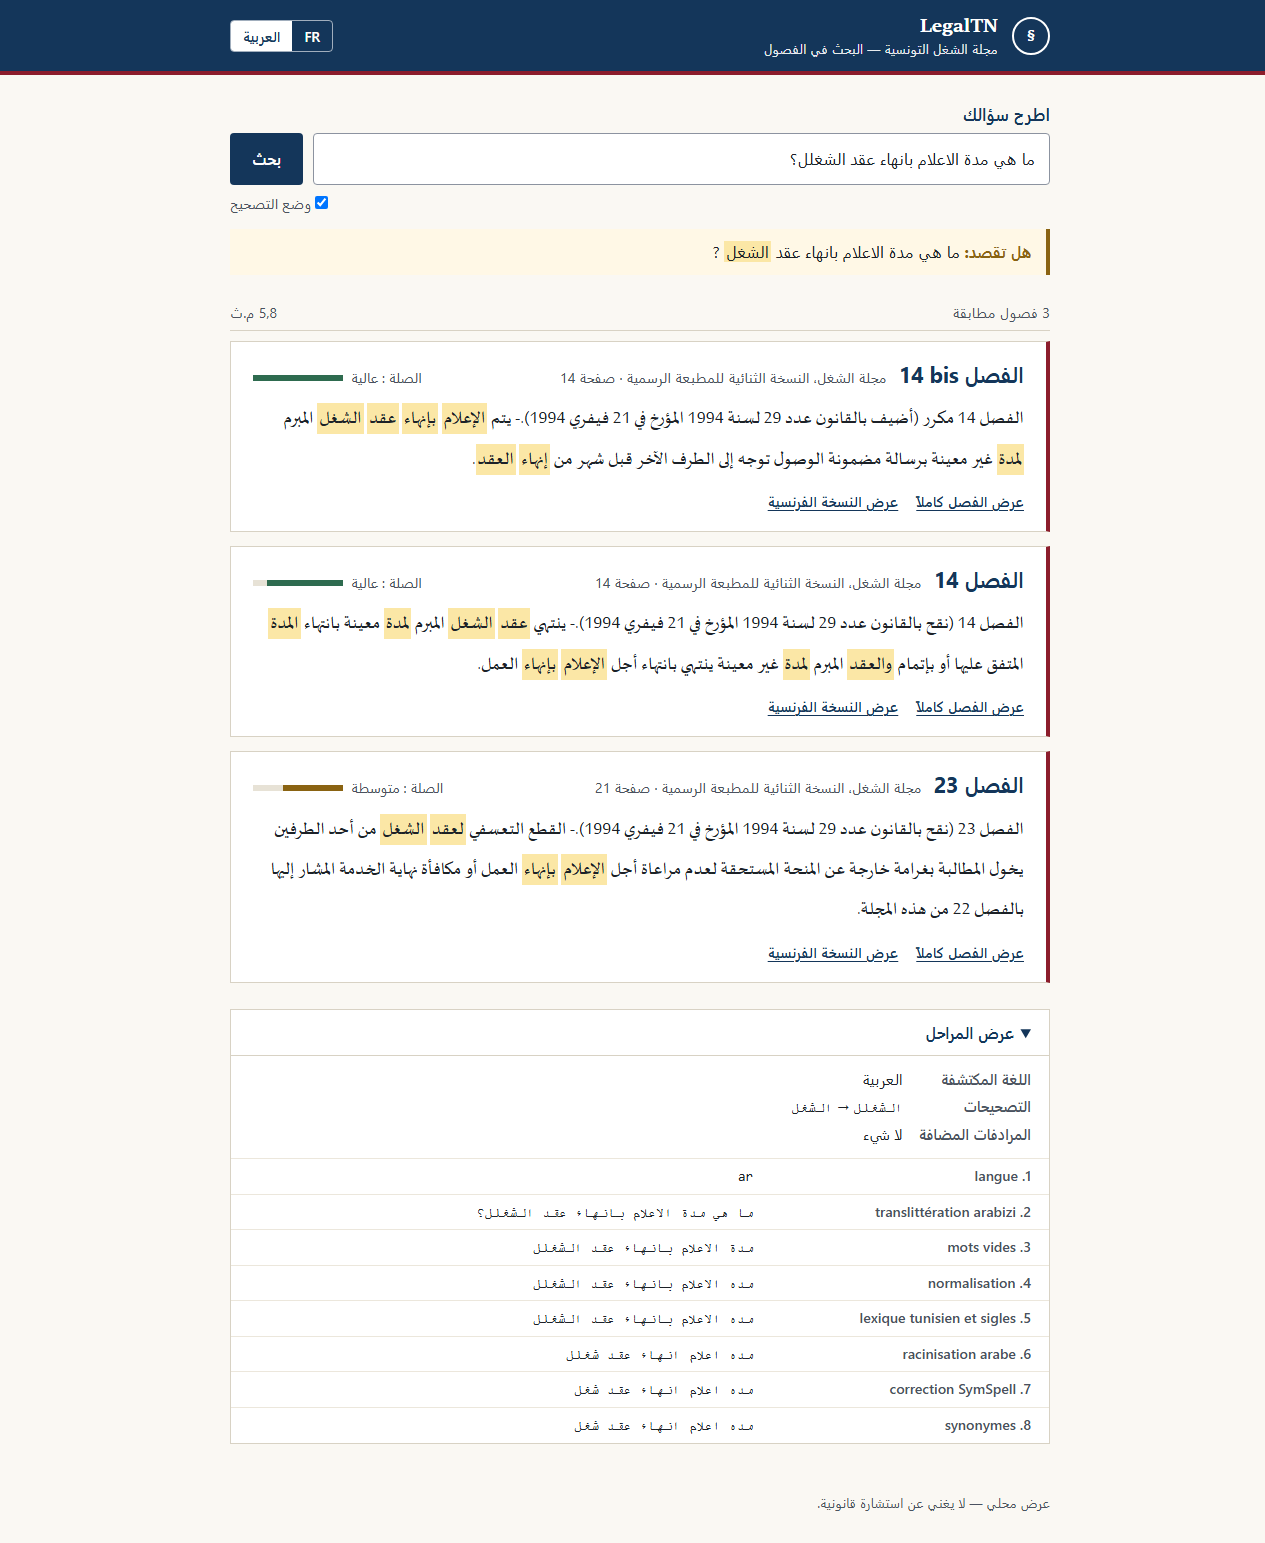 §
LegalTN
مجلة الشغل التونسية — البحث في الفصول
FR
العربية
اطرح سؤالك
ما هي مدة الاعلام بانهاء عقد الشغلل؟
بحث
وضع التصحيح
هل تقصد: ما هي مدة الاعلام بانهاء عقد الشغل ?
3 فصول مطابقة
5,8 م.ث
الفصل 14 bis
مجلة الشغل، النسخة الثنائية للمطبعة الرسمية · صفحة 14
الصلة : عالية
الفصل 14 مكرر (أضيف بالقانون عدد 29 لسنة 1994 المؤرخ في 21 فيفري 1994).- يتم الإعلام بإنهاء عقد الشغل المبرم
لمدة غير معينة برسالة مضمونة الوصول توجه إلى الطرف الآخر قبل شهر من إنهاء العقد.
عرض الفصل كاملاً
عرض النسخة الفرنسية
الفصل 14
مجلة الشغل، النسخة الثنائية للمطبعة الرسمية · صفحة 14
الصلة : عالية
الفصل 14 (نقح بالقانون عدد 29 لسنة 1994 المؤرخ في 21 فيفري 1994).- ينتهي عقد الشغل المبرم لمدة معينة بانتهاء المدة
المتفق عليها أو بإتمام والعقد المبرم لمدة غير معينة ينتهي بانتهاء أجل الإعلام بإنهاء العمل.
عرض الفصل كاملاً
عرض النسخة الفرنسية
الفصل 23
مجلة الشغل، النسخة الثنائية للمطبعة الرسمية · صفحة 21
الصلة : متوسطة
الفصل 23 (نقح بالقانون عدد 29 لسنة 1994 المؤرخ في 21 فيفري 1994).- القطع التعسفي لعقد الشغل من أحد الطرفين
يخول المطالبة بغرامة خارجة عن المنحة المستحقة لعدم مراعاة أجل الإعلام بإنهاء العمل أو مكافأة نهاية الخدمة المشار إليها
بالفصل 22 من هذه المجلة.
عرض الفصل كاملاً
عرض النسخة الفرنسية
▼ عرض المراحل
اللغة المكتشفة العربية
التصحيحات الشغلل → الشغل
المرادفات المضافة لا شيء
1. langue ar
2. translittération arabizi ما هي مدة الاعلام بانهاء عقد الشغلل؟
3. mots vides مدة الاعلام بانهاء عقد الشغلل
4. normalisation مده الاعلام بانهاء عقد الشغلل
5. lexique tunisien et sigles مده الاعلام بانهاء عقد الشغلل
6. racinisation arabe مده اعلام انهاء عقد شغلل
7. correction SymSpell مده اعلام انهاء عقد شغل
8. synonymes مده اعلام انهاء عقد شغل
عرض محلي — لا يغني عن استشارة قانونية.